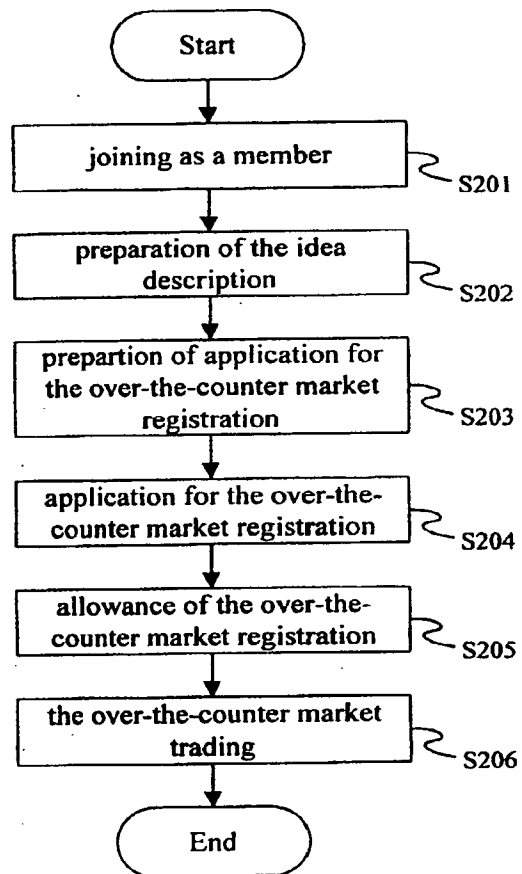 Start
joining as a member
S201
preparation of the idea
description
S202
prepartion of application for
the over-the-counter market
registration
S203
application for the over-the-
counter market registration
S204
allowance of the over-the-
counter market registration
S205
the over-the-counter market
trading
S206
End